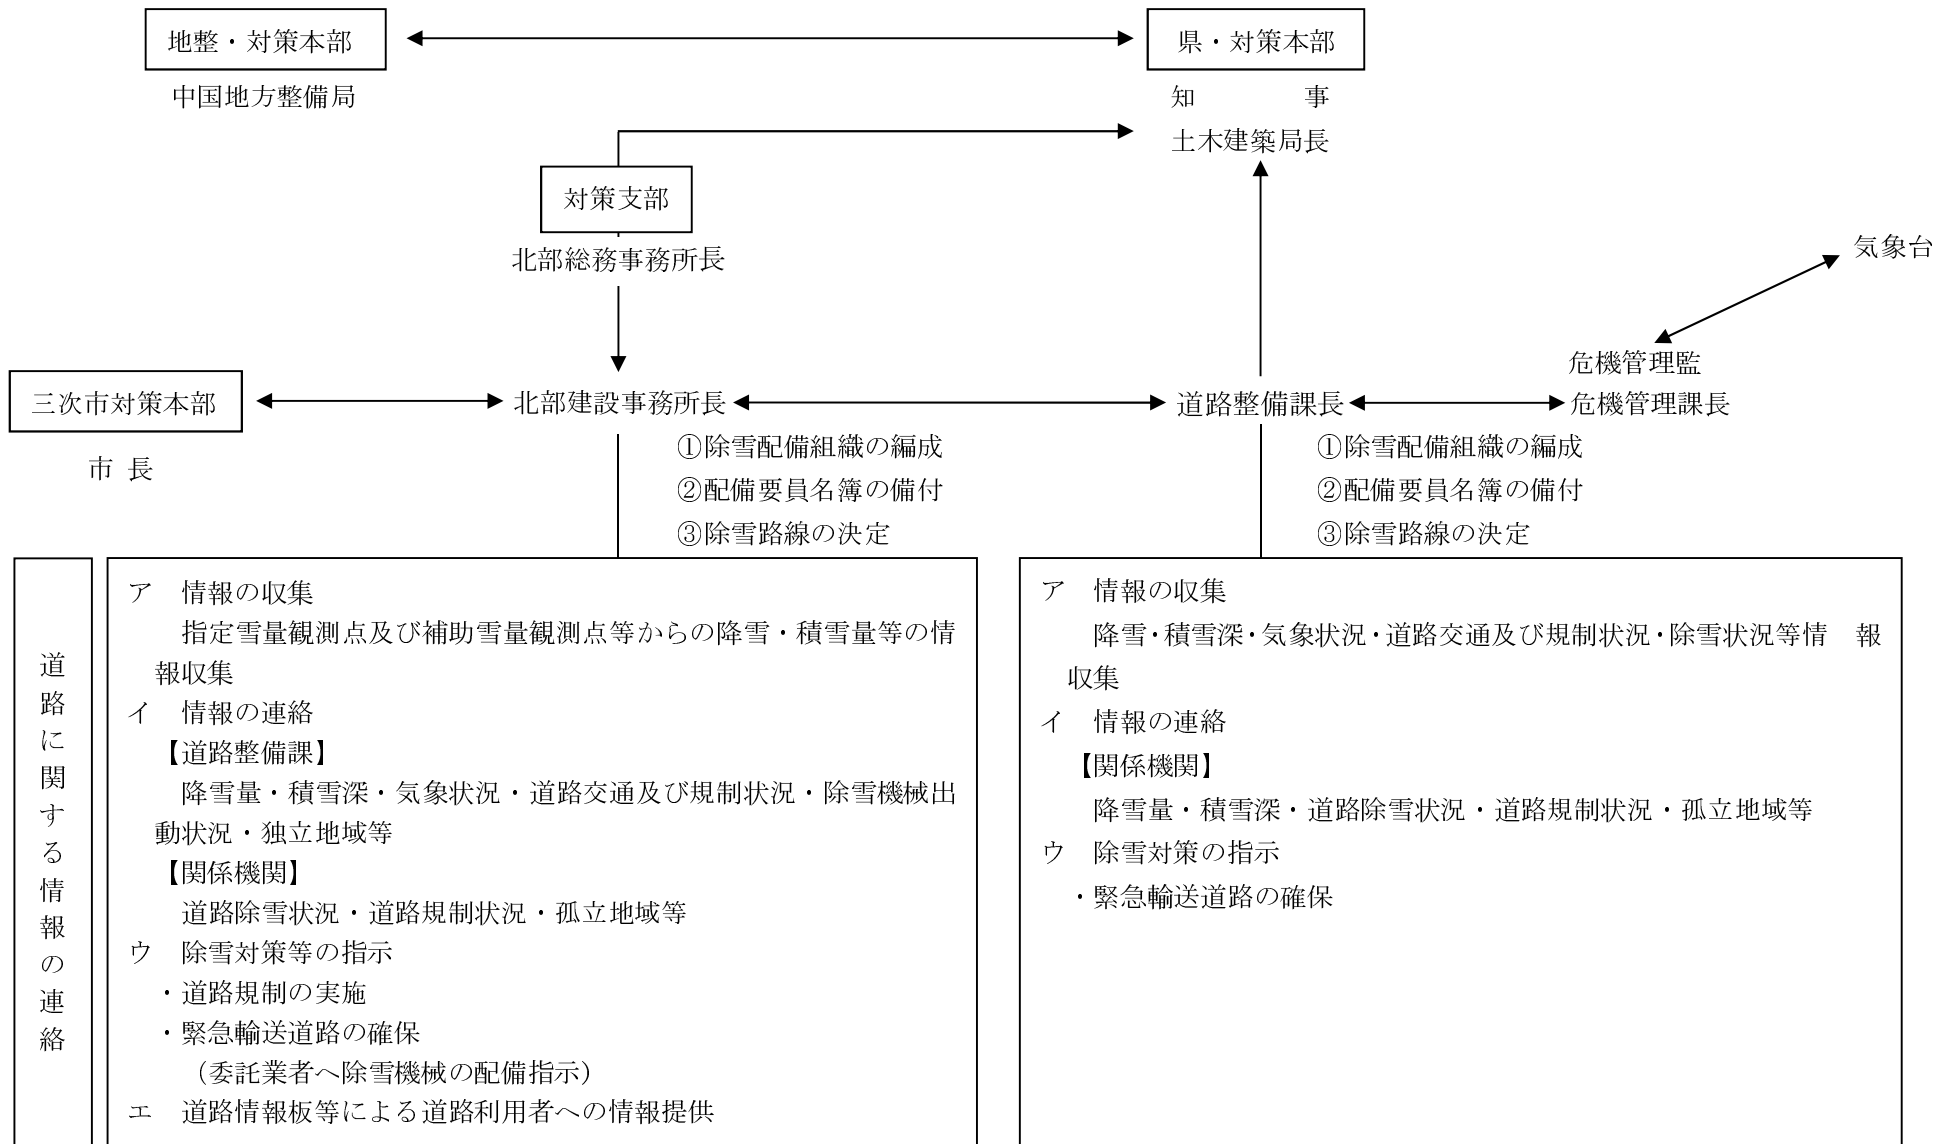 地整・対策本部
県・対策本部
中国地方整備局
知　　　　事
土木建築局長
対策支部
北部総務事務所長
気象台
危機管理監
三次市対策本部
北部建設事務所長
道路整備課長
危機管理課長
市 長
①除雪配備組織の編成
②配備要員名簿の備付
③除雪路線の決定
①除雪配備組織の編成
②配備要員名簿の備付
③除雪路線の決定
道路に関する情報の連絡
ア　情報の収集
指定雪量観測点及び補助雪量観測点等からの降雪・積雪量等の情
報収集
イ　情報の連絡
【道路整備課】
降雪量・積雪深・気象状況・道路交通及び規制状況・除雪機械出
動状況・独立地域等
【関係機関】
道路除雪状況・道路規制状況・孤立地域等
ウ　除雪対策等の指示
・道路規制の実施
・緊急輸送道路の確保
（委託業者へ除雪機械の配備指示）
エ　道路情報板等による道路利用者への情報提供
ア　情報の収集
降雪・積雪深・気象状況・道路交通及び規制状況・除雪状況等情　報
収集
イ　情報の連絡
【関係機関】
降雪量・積雪深・道路除雪状況・道路規制状況・孤立地域等
ウ　除雪対策の指示
・緊急輸送道路の確保